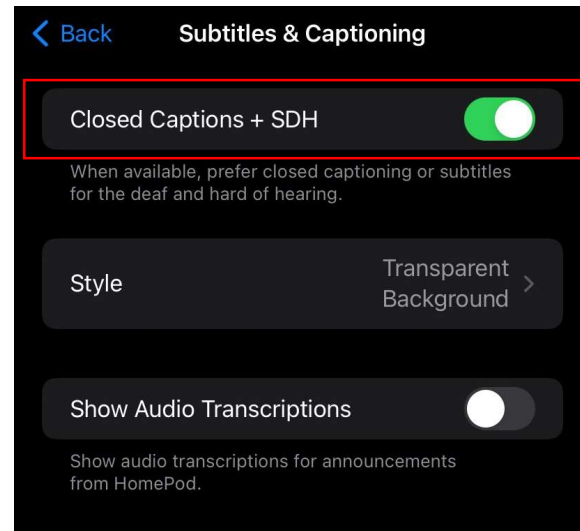 Back
Subtitles & Captioning
Closed Captions + SDH
When available, prefer closed captioning or subtitles
for the deaf and hard of hearing.
Style
Transparent
Background
Show Audio Transcriptions
Show audio transcriptions for announcements
from HomePod.